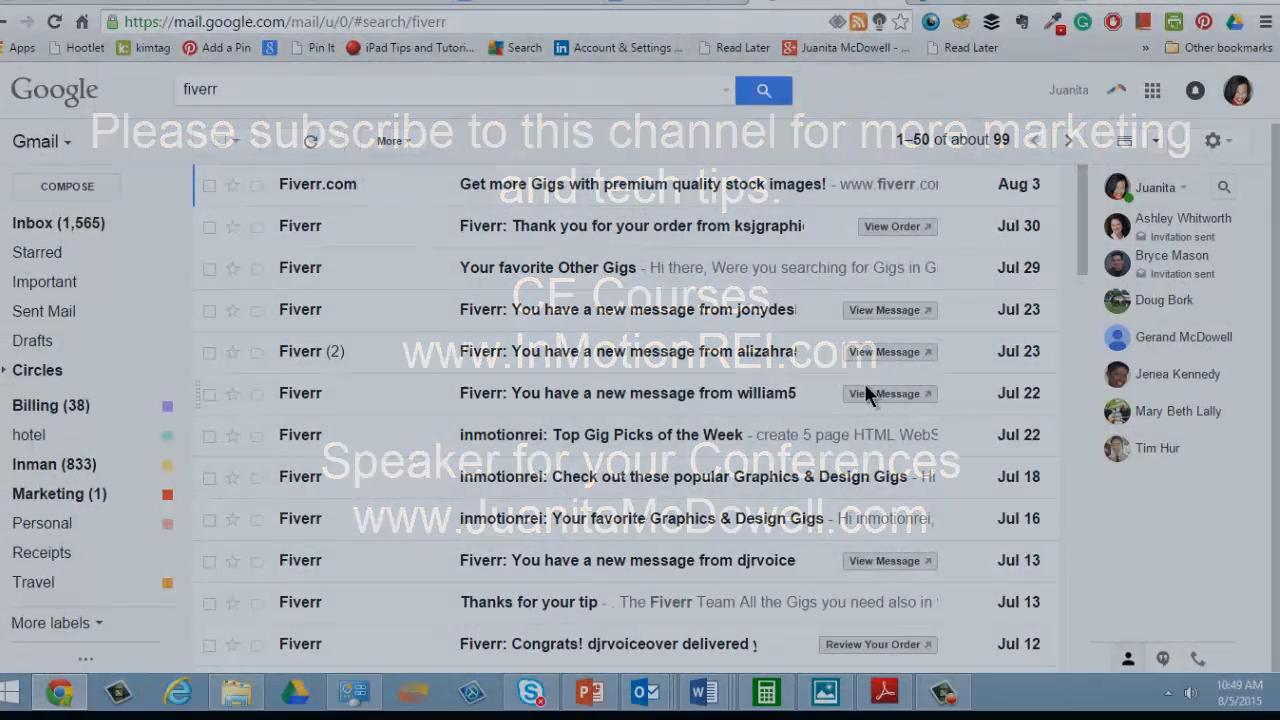 https://mail.google.com/mail/u/0/#search/fiverr
Apps Hootlet kimtag Add a Pin Pin It iPad Tips and Tutori... Search Account & Settings ... Read Later Juanita McDowell - ... Read Later » Other bookmarks
Google fiverr Juanita
Please subscribe to this channel for more marketing
and tech tips.
Gmail More 1–50 of about 99
COMPOSE
Inbox (1,565)
Starred
Important
Sent Mail
Drafts
Circles
Billing (38)
hotel
Inman (833)
Marketing (1)
Personal
Receipts
Travel
More labels
Fiverr.com Get more Gigs with premium quality stock images! - www.fiverr.co Aug 3
Fiverr Fiverr: Thank you for your order from ksjgraphi View Order Jul 30
Fiverr Your favorite Other Gigs - Hi there, Were you searching for Gigs in G Jul 29
Fiverr Fiverr: You have a new message from jonydes View Message Jul 23
Fiverr (2) Fiverr: You have a new message from alizahra View Message Jul 23
Fiverr Fiverr: You have a new message from william5 View Message Jul 22
Fiverr inmotionrei: Top Gig Picks of the Week - create 5 page HTML WebS Jul 22
Fiverr inmotionrei: Check out these popular Graphics & Design Gigs - Jul 18
Fiverr inmotionrei: Your favorite Graphics & Design Gigs - Hi inmotionrei, Jul 16
Fiverr Fiverr: You have a new message from djrvoice View Message Jul 13
Fiverr Thanks for your tip - . The Fiverr Team All the Gigs you need also in Jul 13
Fiverr Fiverr: Congrats! djrvoiceover delivered Review Your Order Jul 12
CE Courses
www.InMotionREI.com
Speaker for your Conferences
www.JuanitaMcDowell.com
Juanita
Ashley Whitworth
Invitation sent
Bryce Mason
Invitation sent
Doug Bork
Gerand McDowell
Jenea Kennedy
Mary Beth Lally
Tim Hur
10:49 AM
8/5/2015